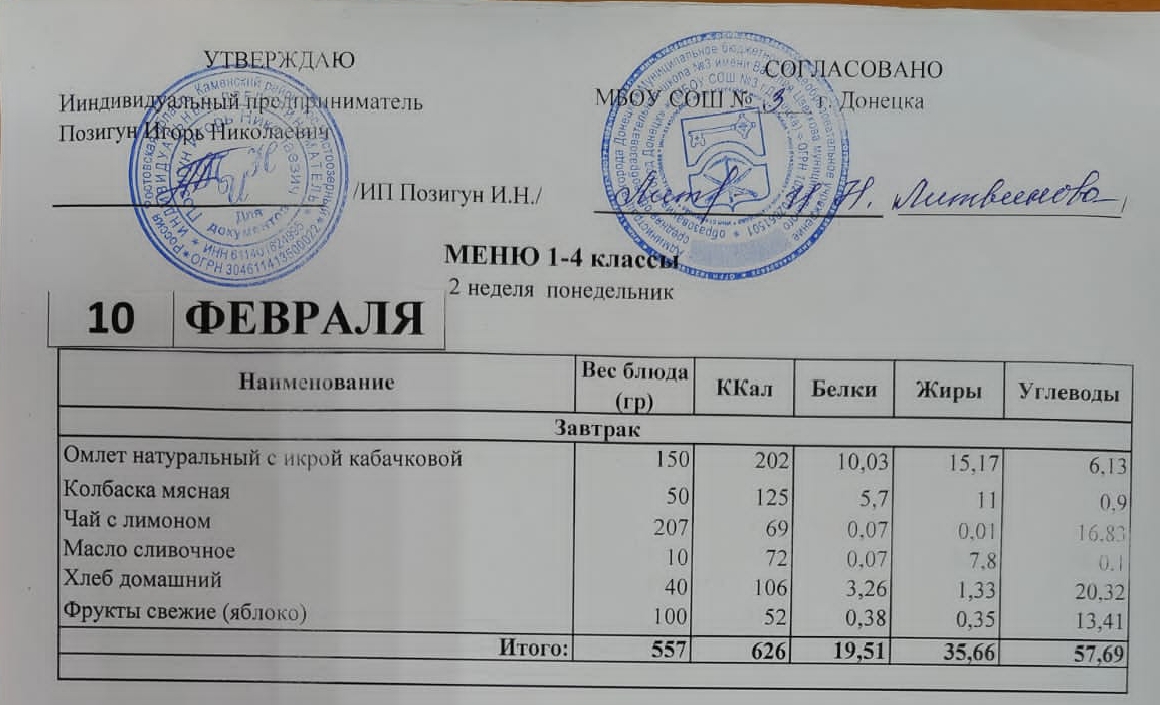 УТВЕРЖДАЮ
СОГЛАСОВАНО
Ииндивидуальный предприниматель
МБОУ СОШ № 3 г. Донецка
Позигун Игорь Николаевич
/ИП Позигун И.Н./
И. Н. Литвинова
МЕНЮ 1-4 классы
2 неделя понедельник
10 ФЕВРАЛЯ
Наименование Вес блюда (гр) ККал Белки Жиры Углеводы
Завтрак
Омлет натуральный с икрой кабачковой 150 202 10,03 15,17 6,13
Колбаска мясная 50 125 5,7 11 0,9
Чай с лимоном 207 69 0,07 0,01 16,83
Масло сливочное 10 72 0,07 7,8 0,1
Хлеб домашний 40 106 3,26 1,33 20,32
Фрукты свежие (яблоко) 100 52 0,38 0,35 13,41
Итого: 557 626 19,51 35,66 57,69
Для
документов